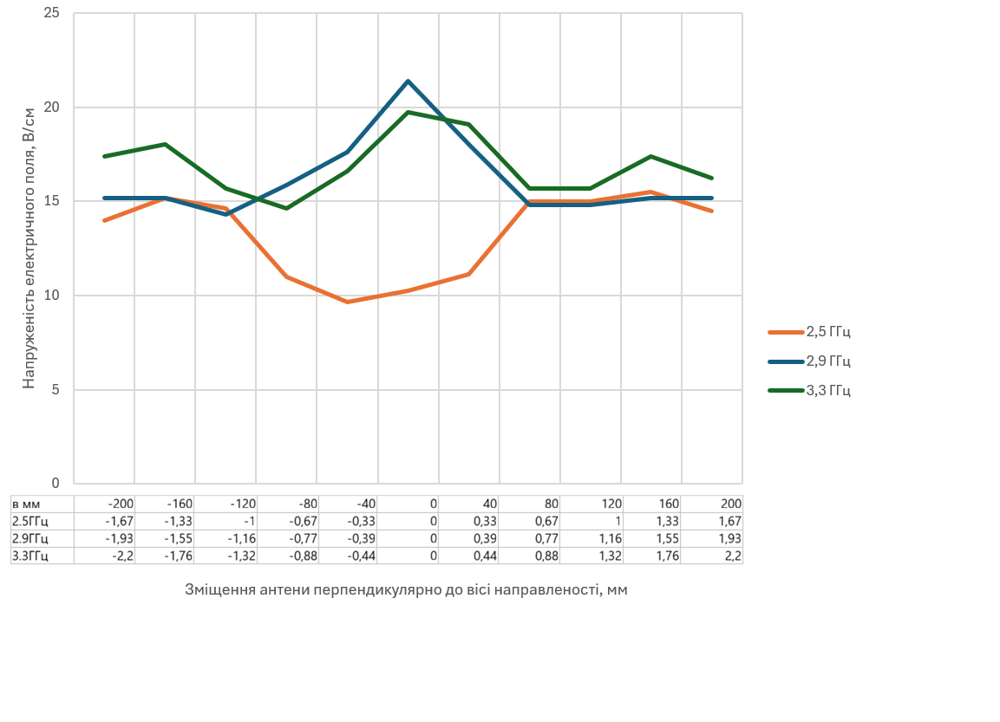 25
20
15
10
5
0
Напруженість електричного поля, В/см
2,5 ГГц
2,9 ГГц
3,3 ГГц
в мм -200 -160 -120 -80 -40 0 40 80 120 160 200
2.5ГГц -1,67 -1,33 -1 -0,67 -0,33 0 0,33 0,67 1 1,33 1,67
2.9ГГц -1,93 -1,55 -1,16 -0,77 -0,39 0 0,39 0,77 1,16 1,55 1,93
3.3ГГц -2,2 -1,76 -1,32 -0,88 -0,44 0 0,44 0,88 1,32 1,76 2,2
Зміщення антени перпендикулярно до вісі направленості, мм